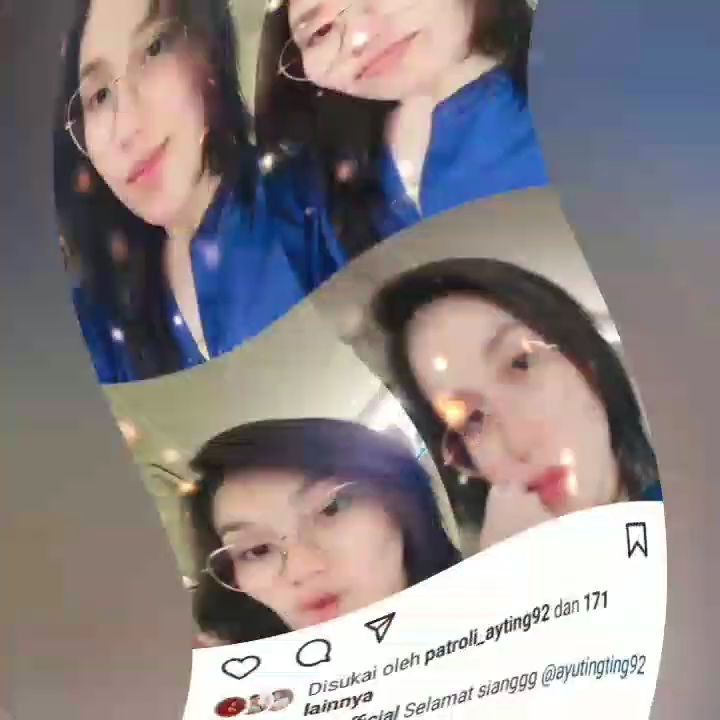 Disukai oleh patroli_ayting92 dan 171
lainnya
Selamat sianggg @ayutingting92